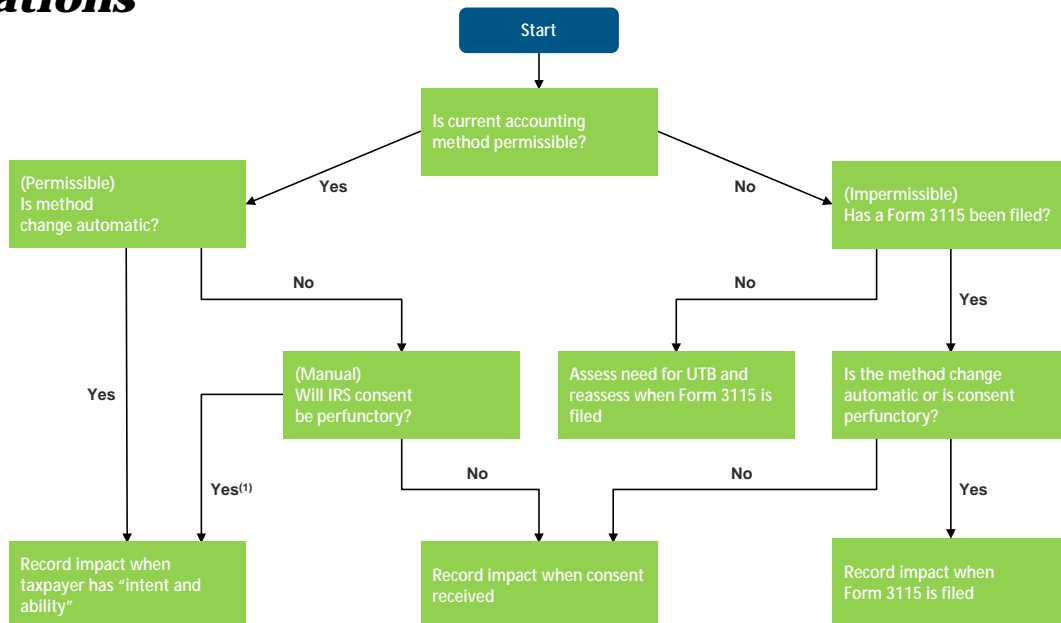 Start
Is current accounting
method permissible?
Yes
No
(Permissible)
Is method
change automatic?
(Impermissible)
Has a Form 3115 been filed?
No
No
Yes
Yes
(Manual)
Will IRS consent
be perfunctory?
Assess need for UTB and
reassess when Form 3115 is
filed
Is the method change
automatic or is consent
perfunctory?
Yes(1)
No
No
Yes
Record impact when
taxpayer has “intent and
ability”
Record impact when consent
received
Record impact when
Form 3115 is filed